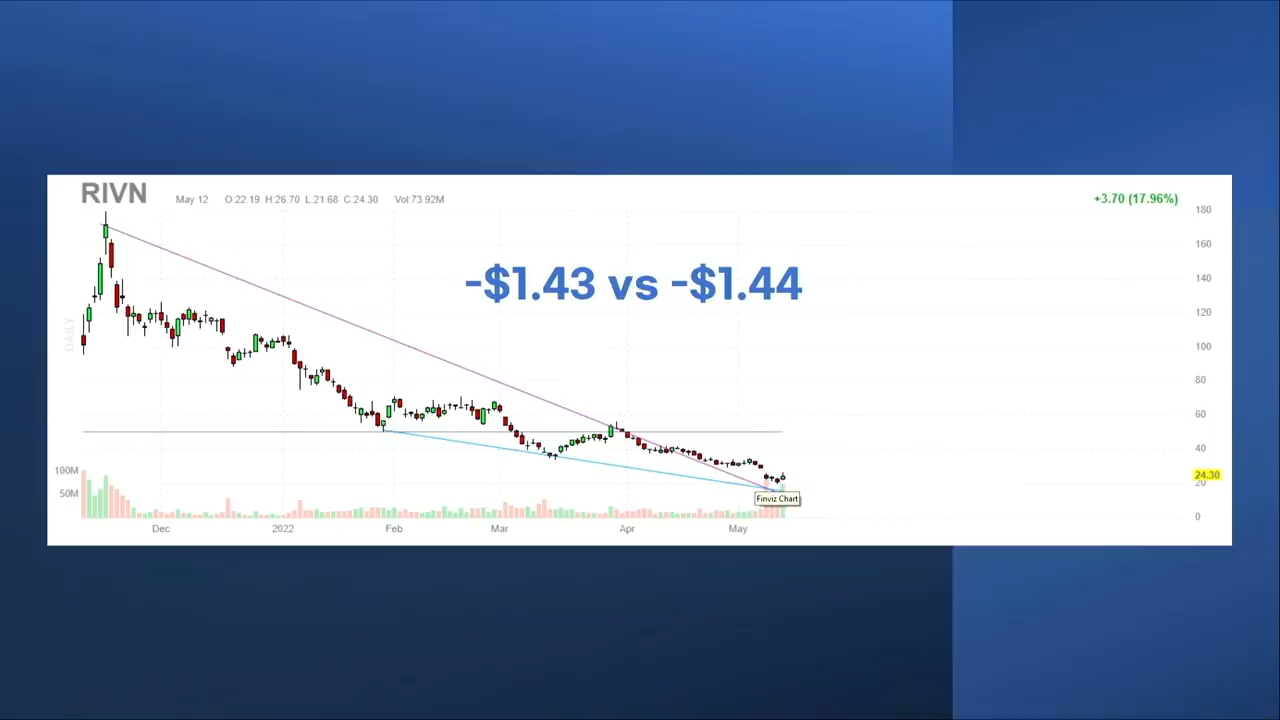 RIVN May 12 O:22.19 H:26.70 L:21.68 C:24.30 Vol:73.92M +3.70 (17.96%)
180
160
-$1.43 vs -$1.44
140
120
DAILY
100
80
60
40
100M
24.30
20
50M
Finviz Chart
0
Dec 2022 Feb Mar Apr May